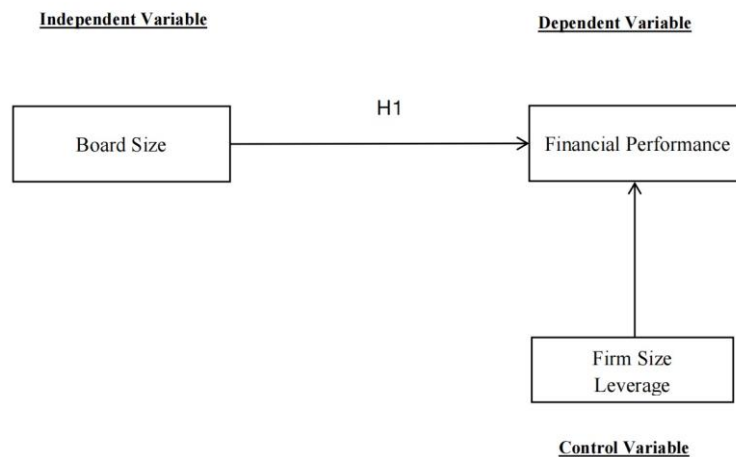 Independent Variable
Dependent Variable
H1
Board Size
Financial Performance
Firm Size
Leverage
Control Variable